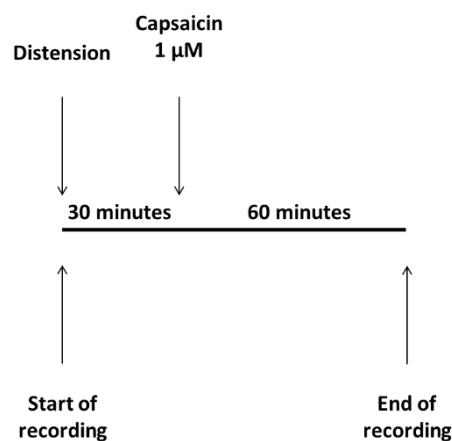 Distension
Capsaicin
1 µM
30 minutes
60 minutes
Start of
recording
End of
recording